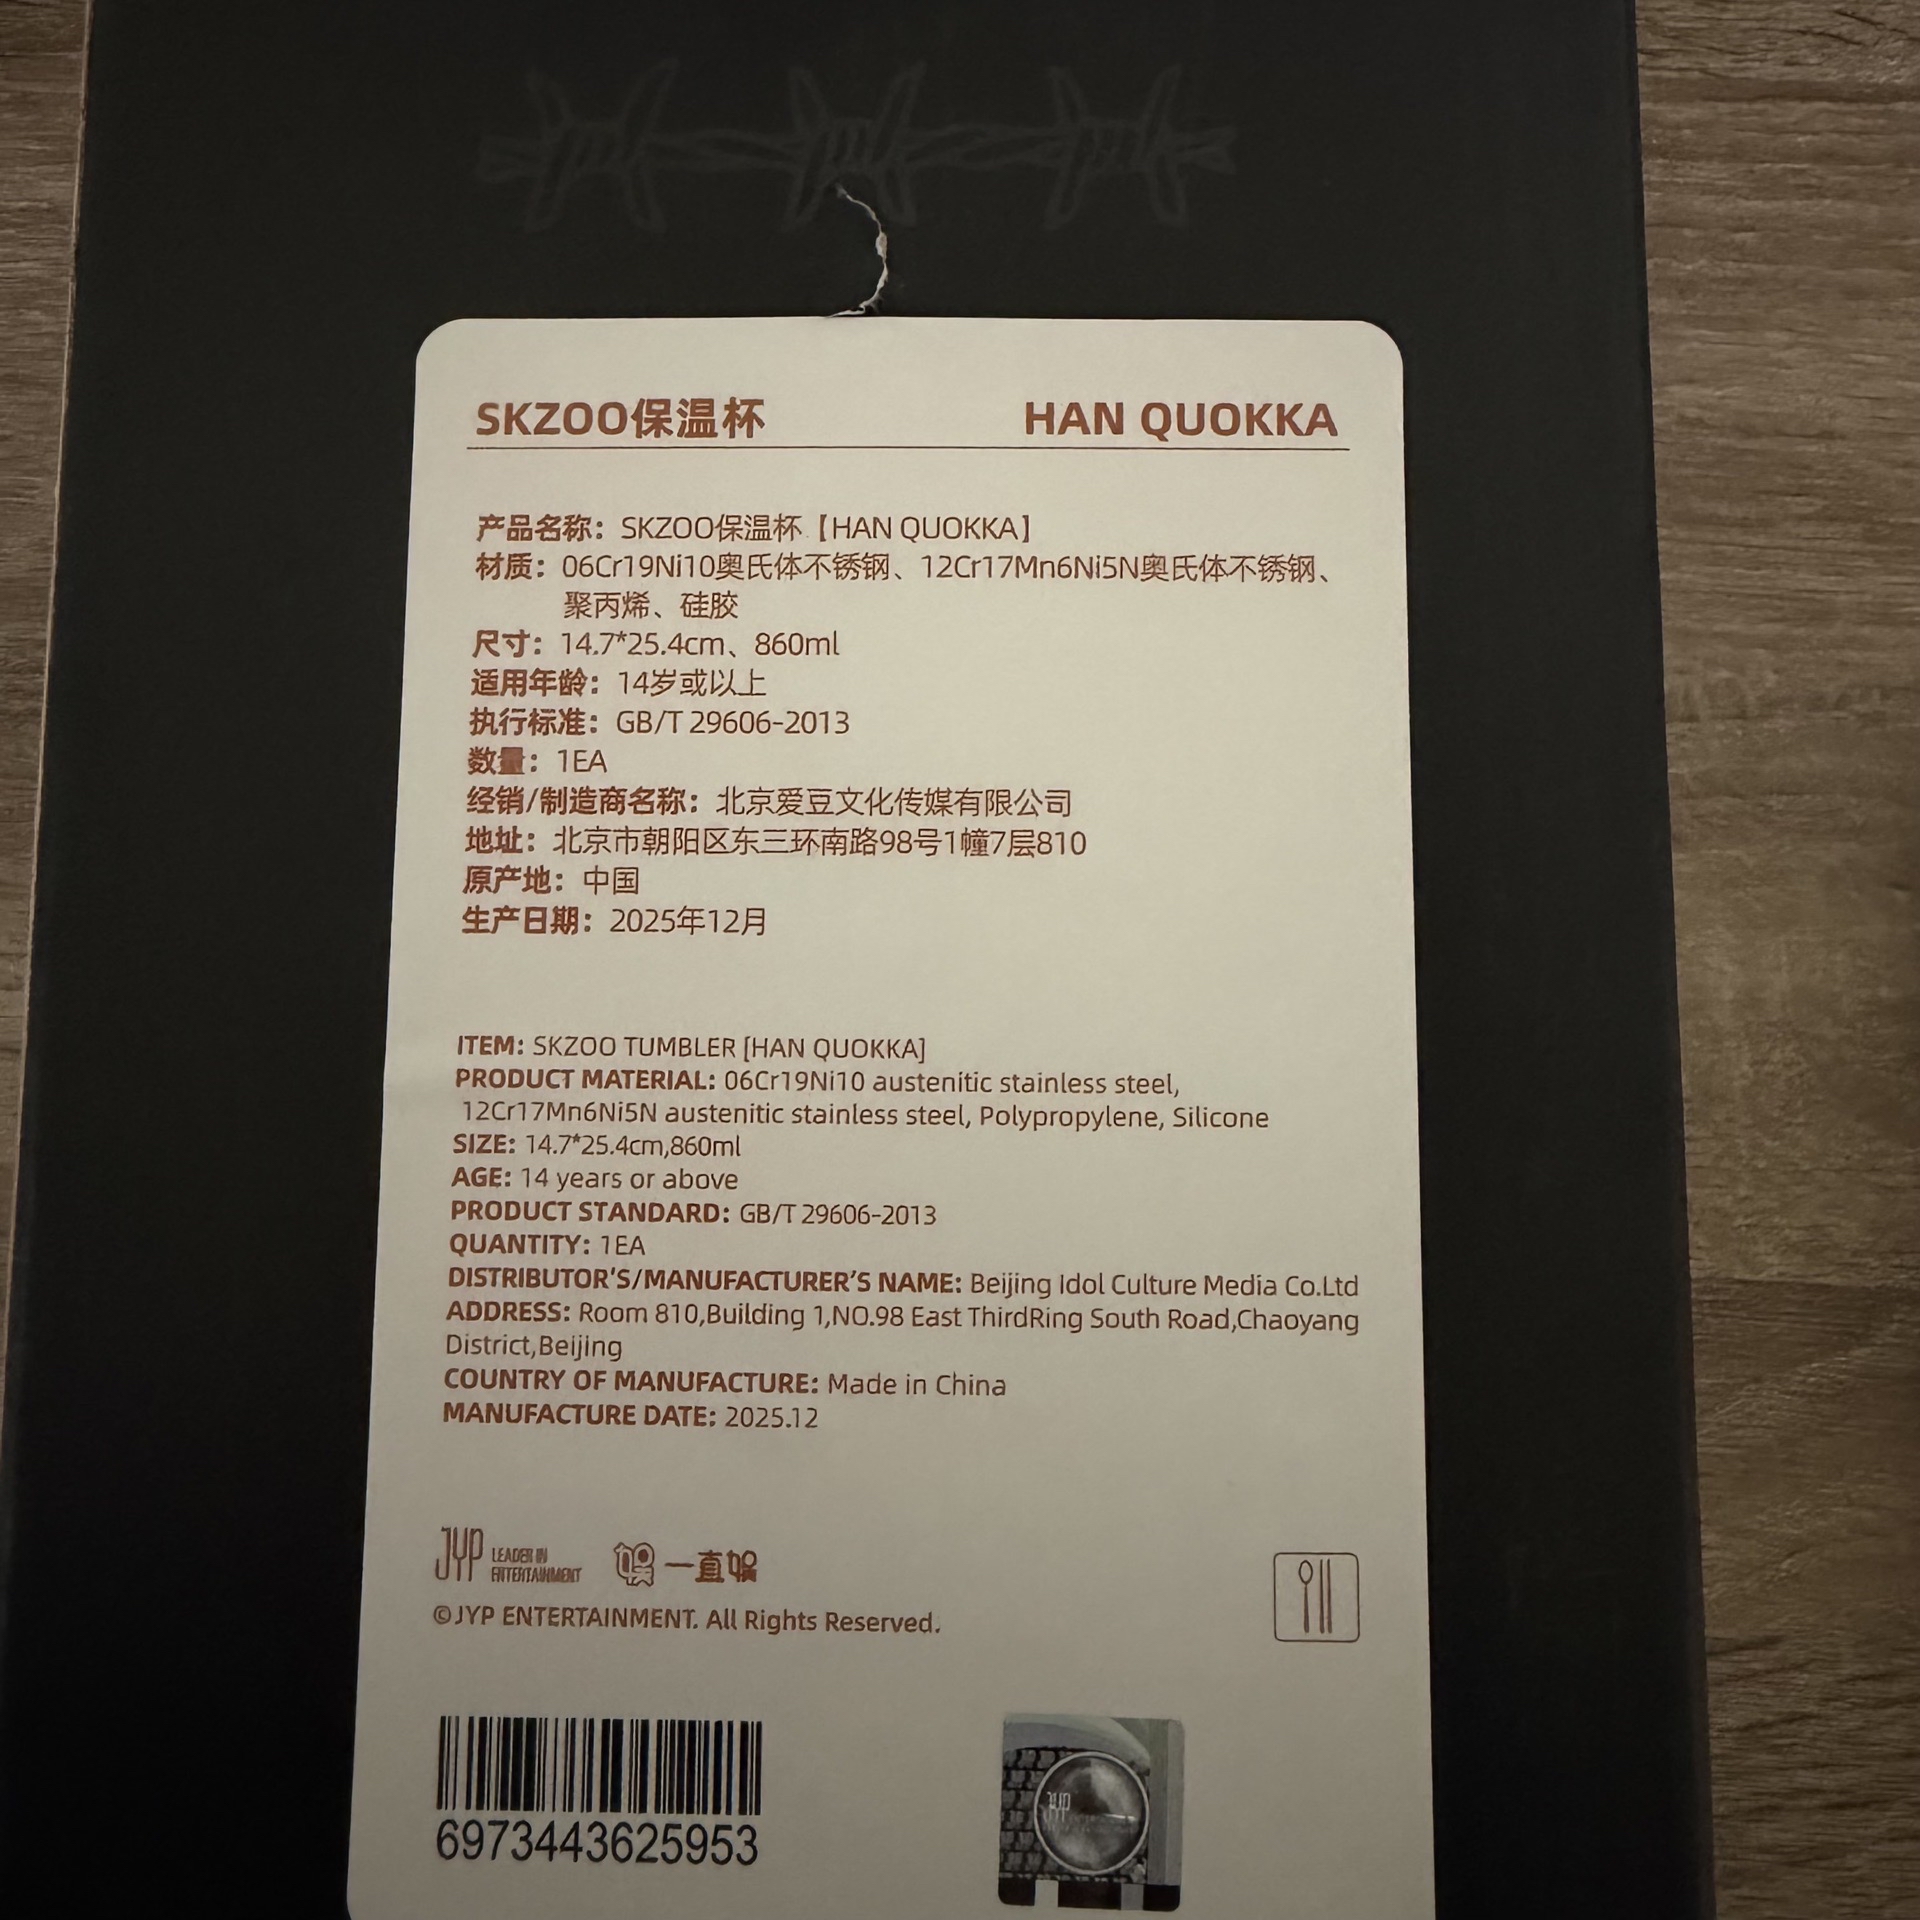 SKZOO保温杯 HAN QUOKKA
产品名称：SKZOO保温杯【HAN QUOKKA】
材质：06Cr19Ni10奥氏体不锈钢、12Cr17Mn6Ni5N奥氏体不锈钢、
聚丙烯、硅胶
尺寸：14.7*25.4cm、860ml
适用年龄：14岁或以上
执行标准：GB/T 29606-2013
数量：1EA
经销/制造商名称：北京爱豆文化传媒有限公司
地址：北京市朝阳区东三环南路98号1幢7层810
原产地：中国
生产日期：2025年12月
ITEM: SKZOO TUMBLER [HAN QUOKKA]
PRODUCT MATERIAL: 06Cr19Ni10 austenitic stainless steel,
12Cr17Mn6Ni5N austenitic stainless steel, Polypropylene, Silicone
SIZE: 14.7*25.4cm,860ml
AGE: 14 years or above
PRODUCT STANDARD: GB/T 29606-2013
QUANTITY: 1EA
DISTRIBUTOR'S/MANUFACTURER'S NAME: Beijing Idol Culture Media Co.Ltd
ADDRESS: Room 810,Building 1,NO.98 East ThirdRing South Road,Chaoyang
District,Beijing
COUNTRY OF MANUFACTURE: Made in China
MANUFACTURE DATE: 2025.12
JYP LEADER IN
ENTERTAINMENT
一直娱
©JYP ENTERTAINMENT. All Rights Reserved.
6973443625953
JYP